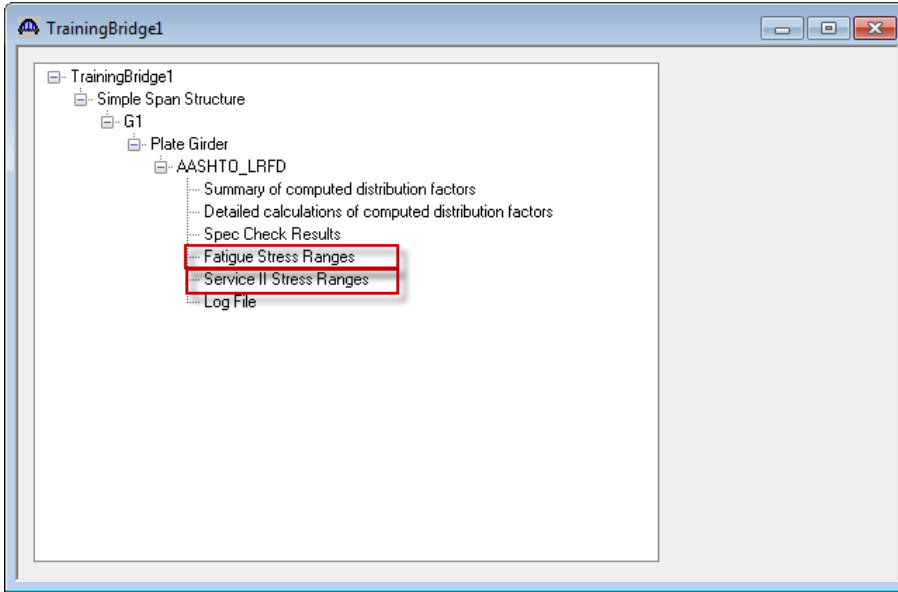 TrainingBridge1
TrainingBridge1
Simple Span Structure
G1
Plate Girder
AASHTO_LRFD
Summary of computed distribution factors
Detailed calculations of computed distribution factors
Spec Check Results
Fatigue Stress Ranges
Service II Stress Ranges
Log File